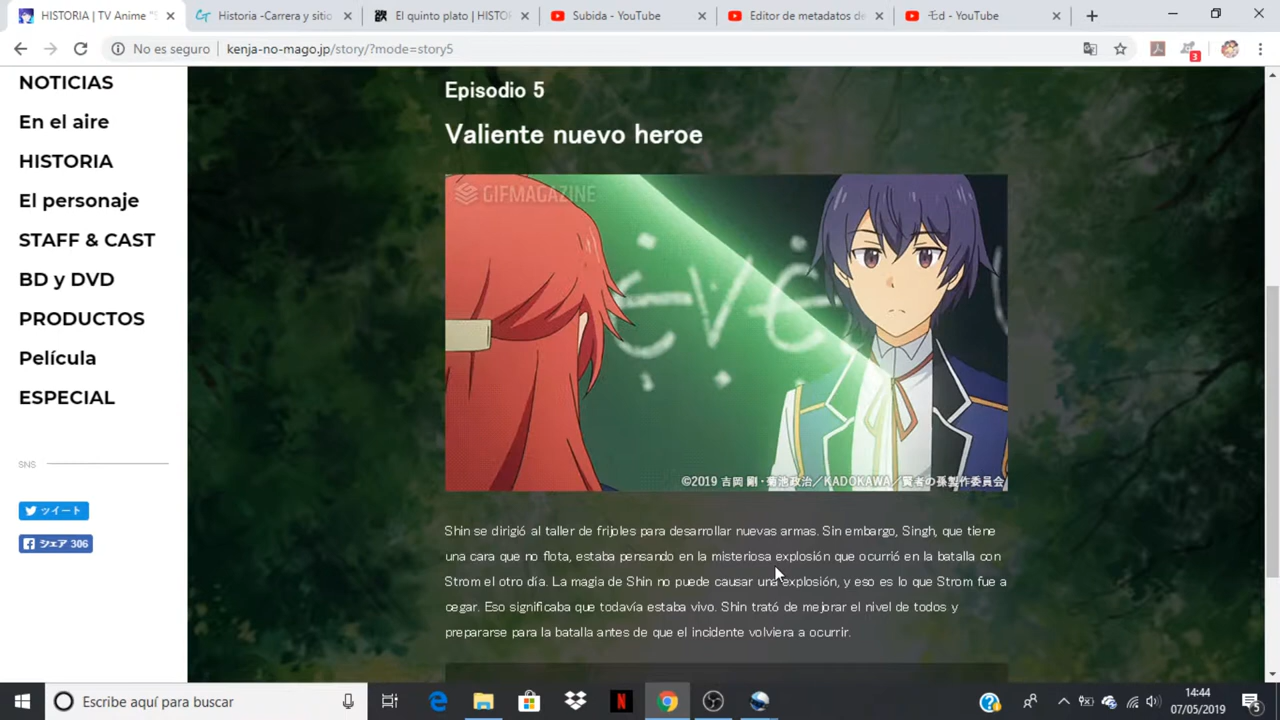 HISTORIA | TV Anime "S
Historia -Carrera y sitio
El quinto plato | HISTO
Subida - YouTube
Editor de metadatos de
モd - YouTube
No es seguro
kenja-no-mago.jp/story/?mode=story5
3
NOTICIAS
En el aire
HISTORIA
El personaje
STAFF & CAST
BD y DVD
PRODUCTOS
Película
ESPECIAL
SNS
ツイート
シェア 306
Episodio 5
Valiente nuevo heroe
GIFMAGAZINE
©2019 吉岡 剛・菊池政治／KADOKAWA／賢者の孫製作委員会
Shin se dirigió al taller de frijoles para desarrollar nuevas armas. Sin embargo, Singh, que tiene
una cara que no flota, estaba pensando en la misteriosa explosión que ocurrió en la batalla con
Strom el otro día. La magia de Shin no puede causar una explosión, y eso es lo que Strom fue a
cegar. Eso significaba que todavía estaba vivo. Shin trató de mejorar el nivel de todos y
prepararse para la batalla antes de que el incidente volviera a ocurrir.
Escribe aquí para buscar
14:44
07/05/2019
5